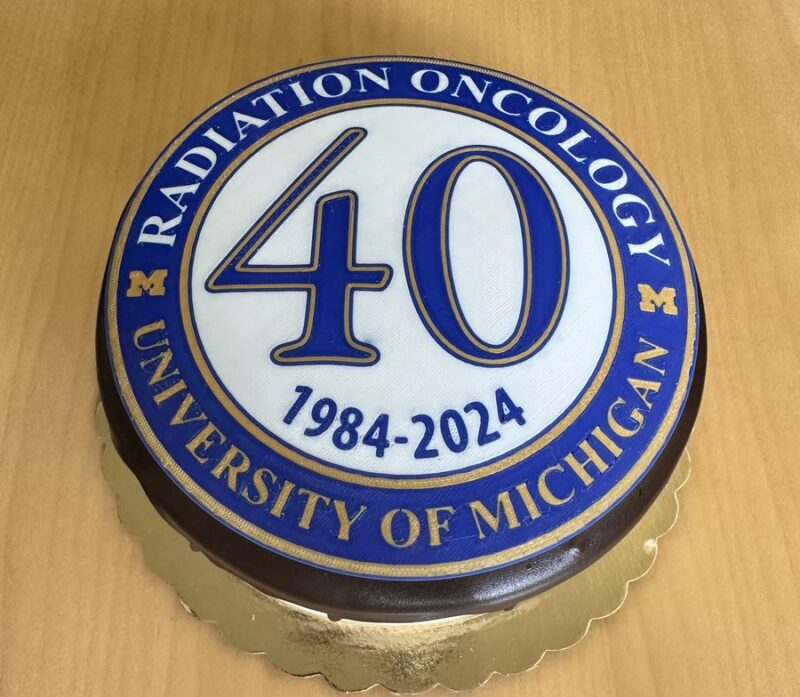 RADIATION ONCOLOGY
40
1984-2024
M M
UNIVERSITY OF MICHIGAN